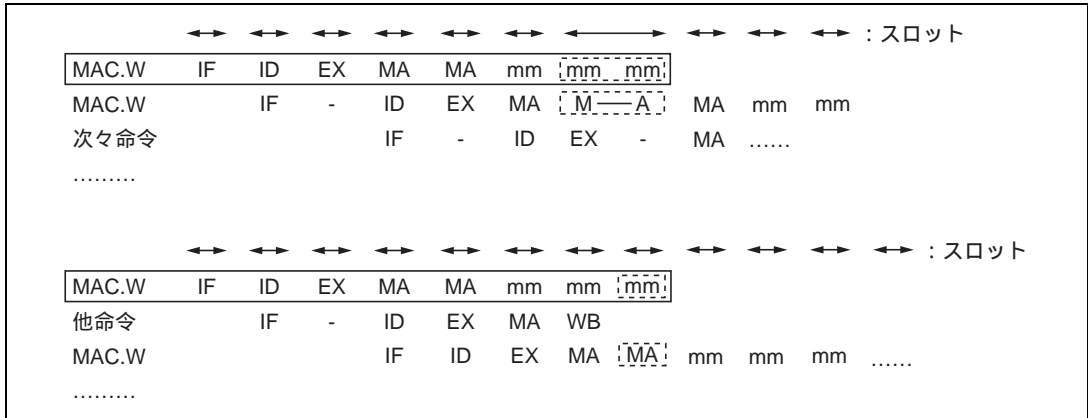 ：スロット
MAC.W IF ID EX MA MA mm mm mm
MAC.W IF - ID EX MA M A MA mm mm
次々命令 IF - ID EX - MA ……
………
：スロット
MAC.W IF ID EX MA MA mm mm mm
他命令 IF - ID EX MA WB
MAC.W IF ID EX MA MA mm mm mm ……
………